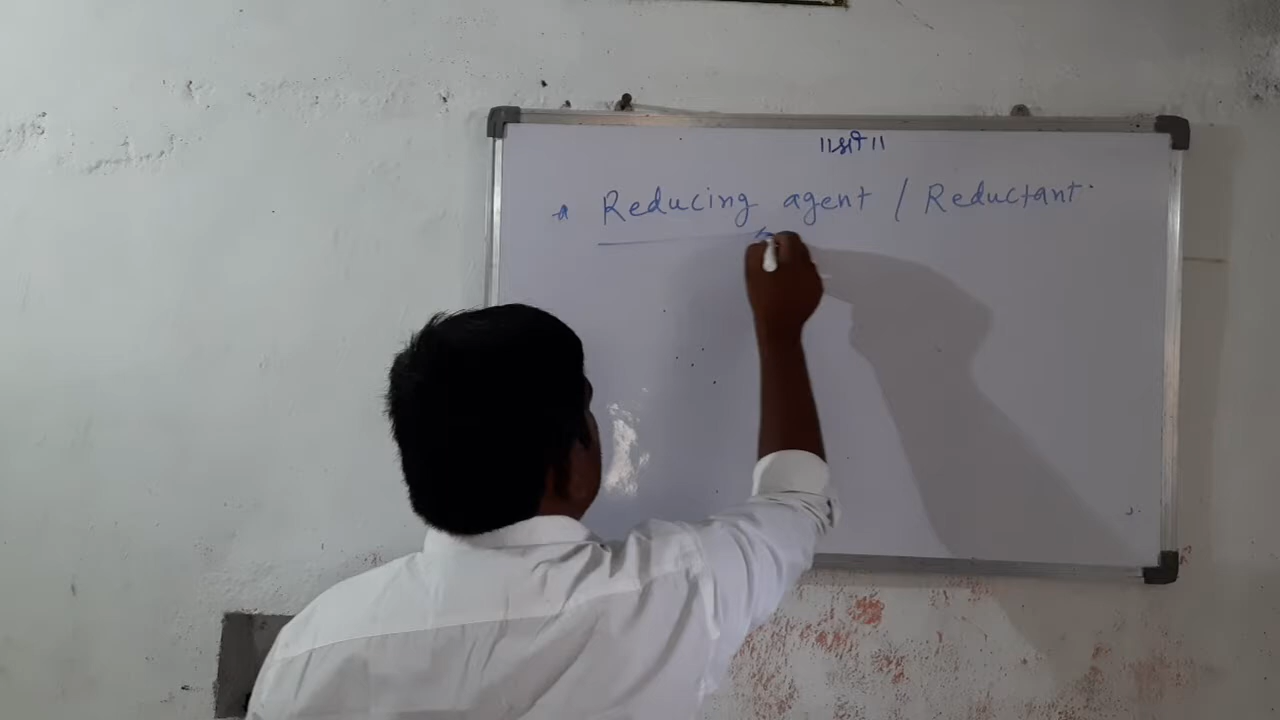 ॥ श्री ॥
* Reducing agent / Reductant.